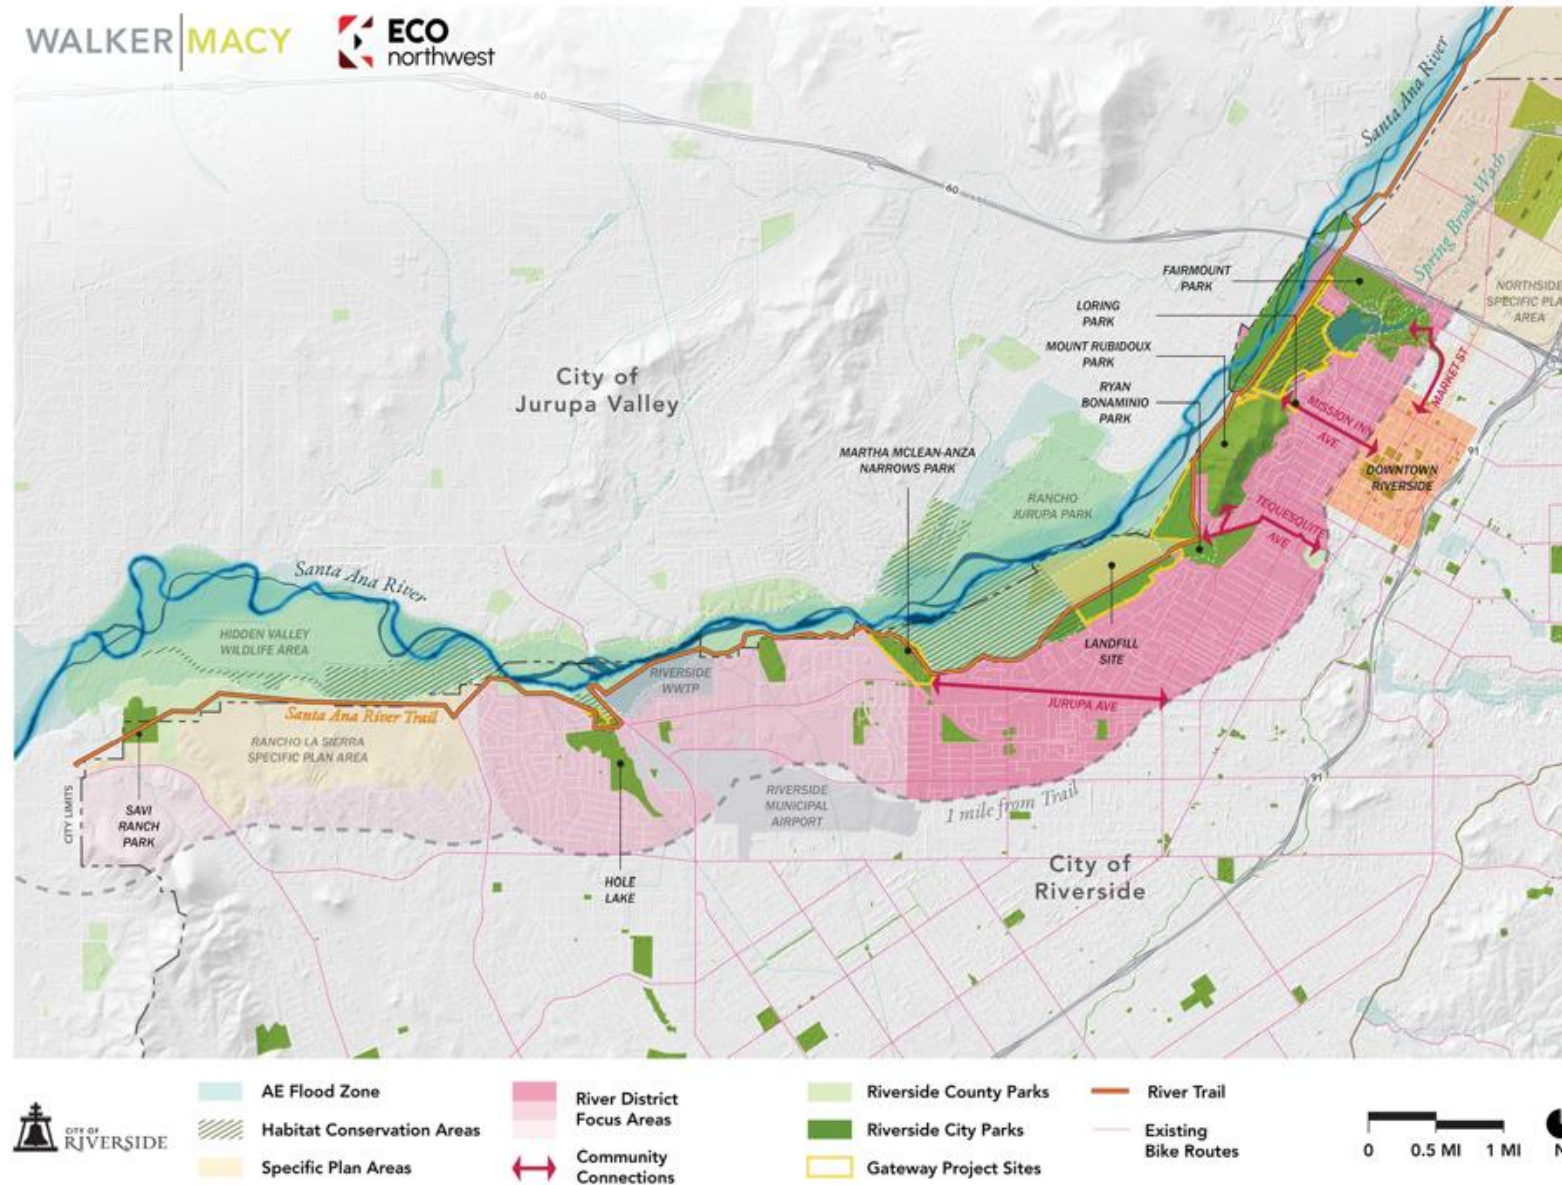 WALKER MACY
ECO
northwest
60
60
60
Santa Ana River
Spring Brook Wash
FAIRMOUNT
PARK
NORTHSIDE
SPECIFIC PLA
AREA
LORING
PARK
MOUNT RUBIDOUX
PARK
RYAN
BONAMINIO
PARK
MARKET ST
City of
Jurupa Valley
MISSION INN
AVE
91
MARTHA MCLEAN-ANZA
NARROWS PARK
DOWNTOWN
RIVERSIDE
RANCHO
JURUPA PARK
TEQUESQUITE
AVE
Santa Ana River
HIDDEN VALLEY
WILDLIFE AREA
LANDFILL
SITE
RIVERSIDE
WWTP
Santa Ana River Trail
JURUPA AVE
RANCHO LA SIERRA
SPECIFIC PLAN AREA
91
CITY LIMITS
SAVI
RANCH
PARK
RIVERSIDE
MUNICIPAL
AIRPORT
1 mile from Trail
City of
Riverside
HOLE
LAKE
CITY OF
RIVERSIDE
AE Flood Zone
Habitat Conservation Areas
Specific Plan Areas
River District
Focus Areas
Community
Connections
Riverside County Parks
Riverside City Parks
Gateway Project Sites
River Trail
Existing
Bike Routes
0 0.5 MI 1 MI
N